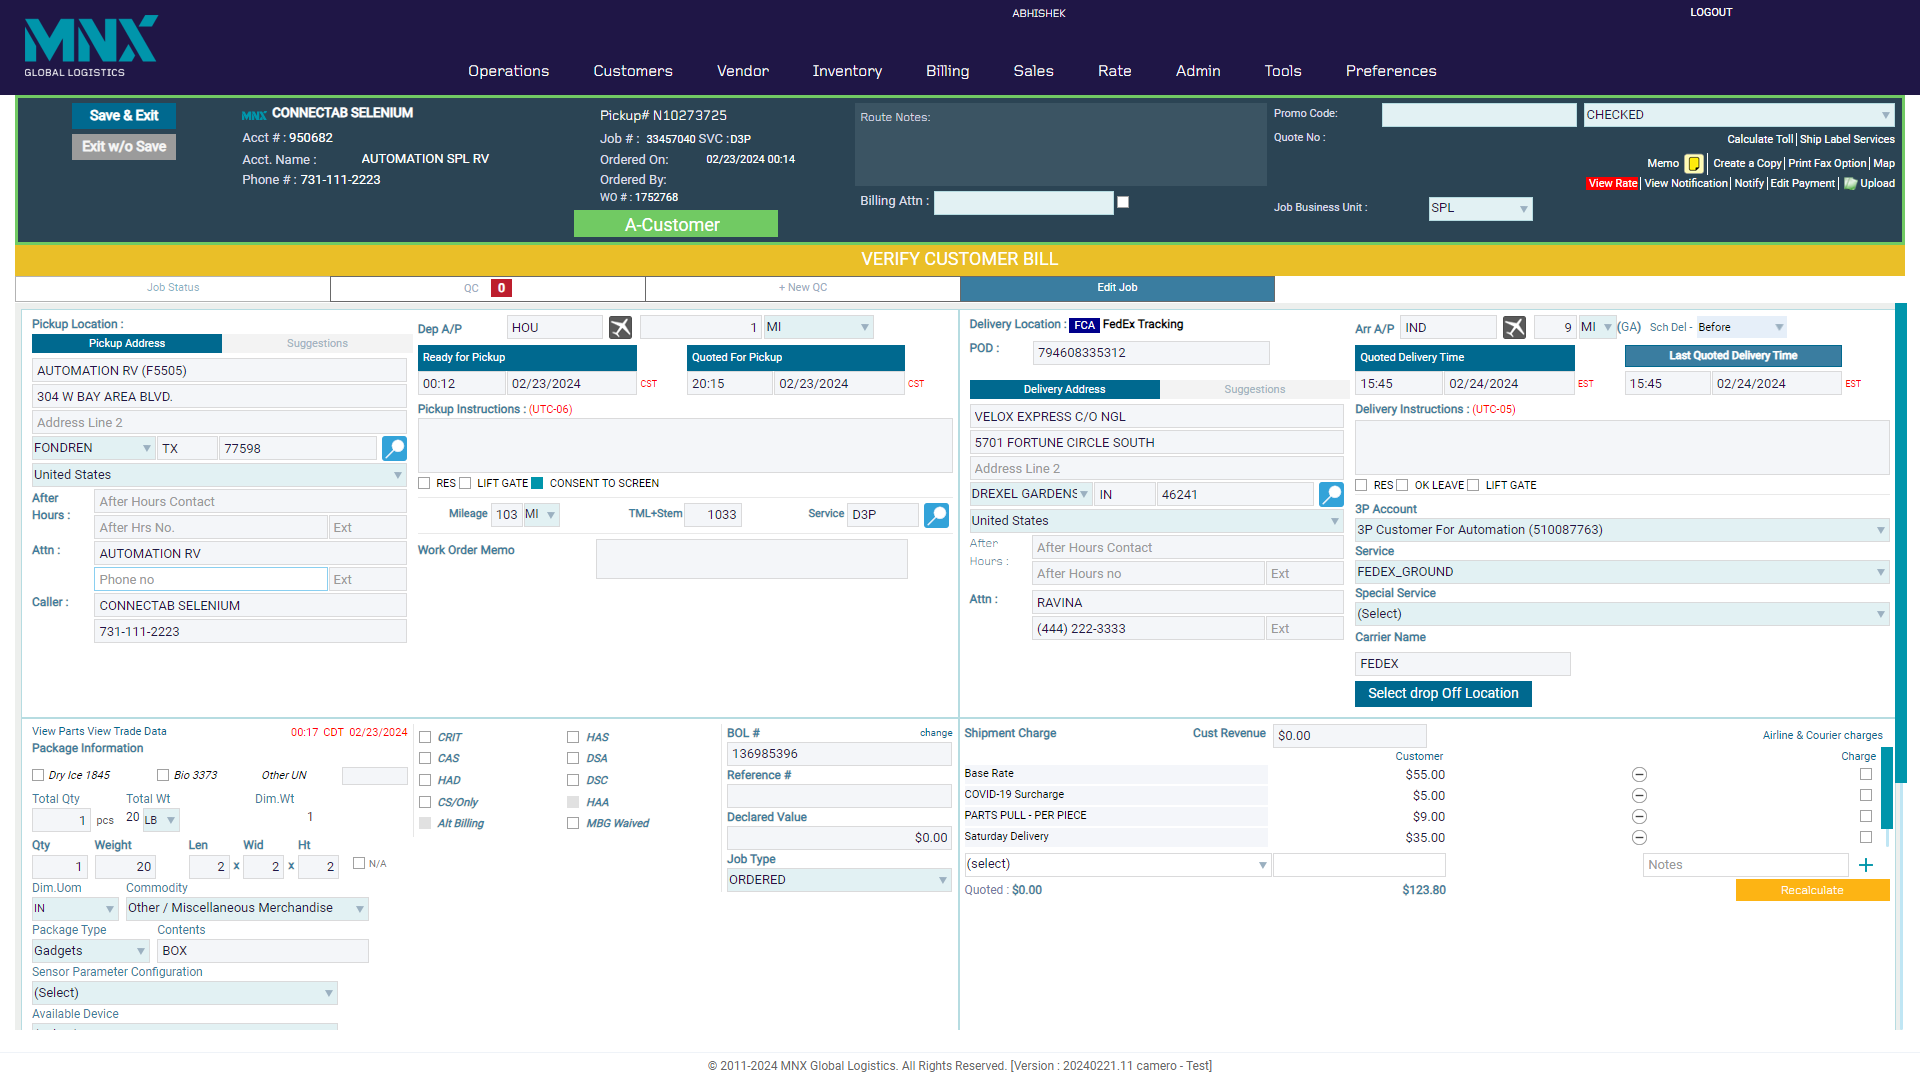 ABHISHEK
LOGOUT
MNX
GLOBAL LOGISTICS
Operations Customers Vendor Inventory Billing Sales Rate Admin Tools Preferences
Save & Exit
Exit w/o Save
MNX CONNECTAB SELENIUM
Acct # : 950682
Acct. Name : AUTOMATION SPL RV
Phone # : 731-111-2223
Pickup# N10273725
Job # : 33457040 SVC :D3P
Ordered On: 02/23/2024 00:14
Ordered By:
WO # : 1752768
A-Customer
Route Notes:
Billing Attn :
Promo Code:
CHECKED
Quote No :
Calculate Toll| Ship Label Services
Memo | Create a Copy| Print Fax Option| Map
View Rate| View Notification| Notify| Edit Payment| Upload
Job Business Unit : SPL
VERIFY CUSTOMER BILL
Job Status QC 0 + New QC Edit Job
Pickup Location :
Pickup Address Suggestions
AUTOMATION RV (F5505)
304 W BAY AREA BLVD.
Address Line 2
FONDREN TX 77598
United States
After Hours : After Hours Contact
After Hrs No. Ext
Attn : AUTOMATION RV
Phone no Ext
Caller : CONNECTAB SELENIUM
731-111-2223
Dep A/P HOU 1 MI
Ready for Pickup Quoted For Pickup
00:12 02/23/2024 CST 20:15 02/23/2024 CST
Pickup Instructions : (UTC-06)
RES LIFT GATE CONSENT TO SCREEN
Mileage 103 MI TML+Stem 1033 Service D3P
Work Order Memo
Delivery Location : FCA FedEx Tracking
POD : 794608335312
Delivery Address Suggestions
VELOX EXPRESS C/O NGL
5701 FORTUNE CIRCLE SOUTH
Address Line 2
DREXEL GARDENS IN 46241
United States
After Hours : After Hours Contact
After Hours no Ext
Attn : RAVINA
(444) 222-3333 Ext
Arr A/P IND 9 MI (GA) Sch Del - Before
Quoted Delivery Time Last Quoted Delivery Time
15:45 02/24/2024 EST 15:45 02/24/2024 EST
Delivery Instructions : (UTC-05)
RES OK LEAVE LIFT GATE
3P Account
3P Customer For Automation (510087763)
Service
FEDEX_GROUND
Special Service
(Select)
Carrier Name
FEDEX
Select drop Off Location
View Parts View Trade Data 00:17 CDT 02/23/2024
Package Information
Dry Ice 1845 Bio 3373 Other UN
Total Qty Total Wt Dim.Wt
1 pcs 20 LB 1
Qty Weight Len Wid Ht
1 20 2 x 2 x 2 N/A
Dim.Uom Commodity
IN Other / Miscellaneous Merchandise
Package Type Contents
Gadgets BOX
Sensor Parameter Configuration
(Select)
Available Device
CRIT HAS
CAS DSA
HAD DSC
CS/Only HAA
Alt Billing MBG Waived
BOL # change
136985396
Reference #
Declared Value
$0.00
Job Type
ORDERED
Shipment Charge Cust Revenue $0.00 Airline & Courier charges
Customer Charge
Base Rate $55.00
COVID-19 Surcharge $5.00
PARTS PULL - PER PIECE $9.00
Saturday Delivery $35.00
(select) Notes +
Quoted : $0.00 $123.80 Recalculate
© 2011-2024 MNX Global Logistics. All Rights Reserved. [Version : 20240221.11 camero - Test]